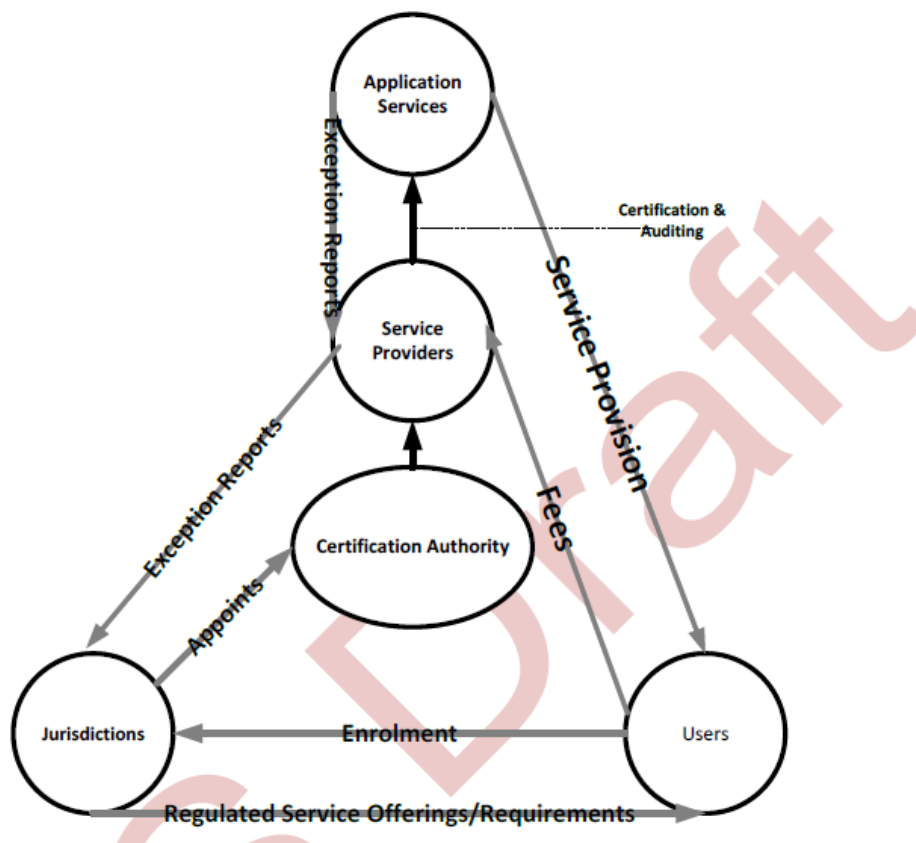 Application
Services
Exception Reports
Certification &
Auditing
Service Provision
Service
Providers
Exception Reports
Fees
Certification Authority
Appoints
Jurisdictions
Enrolment
Users
Regulated Service Offerings/Requirements
Draft